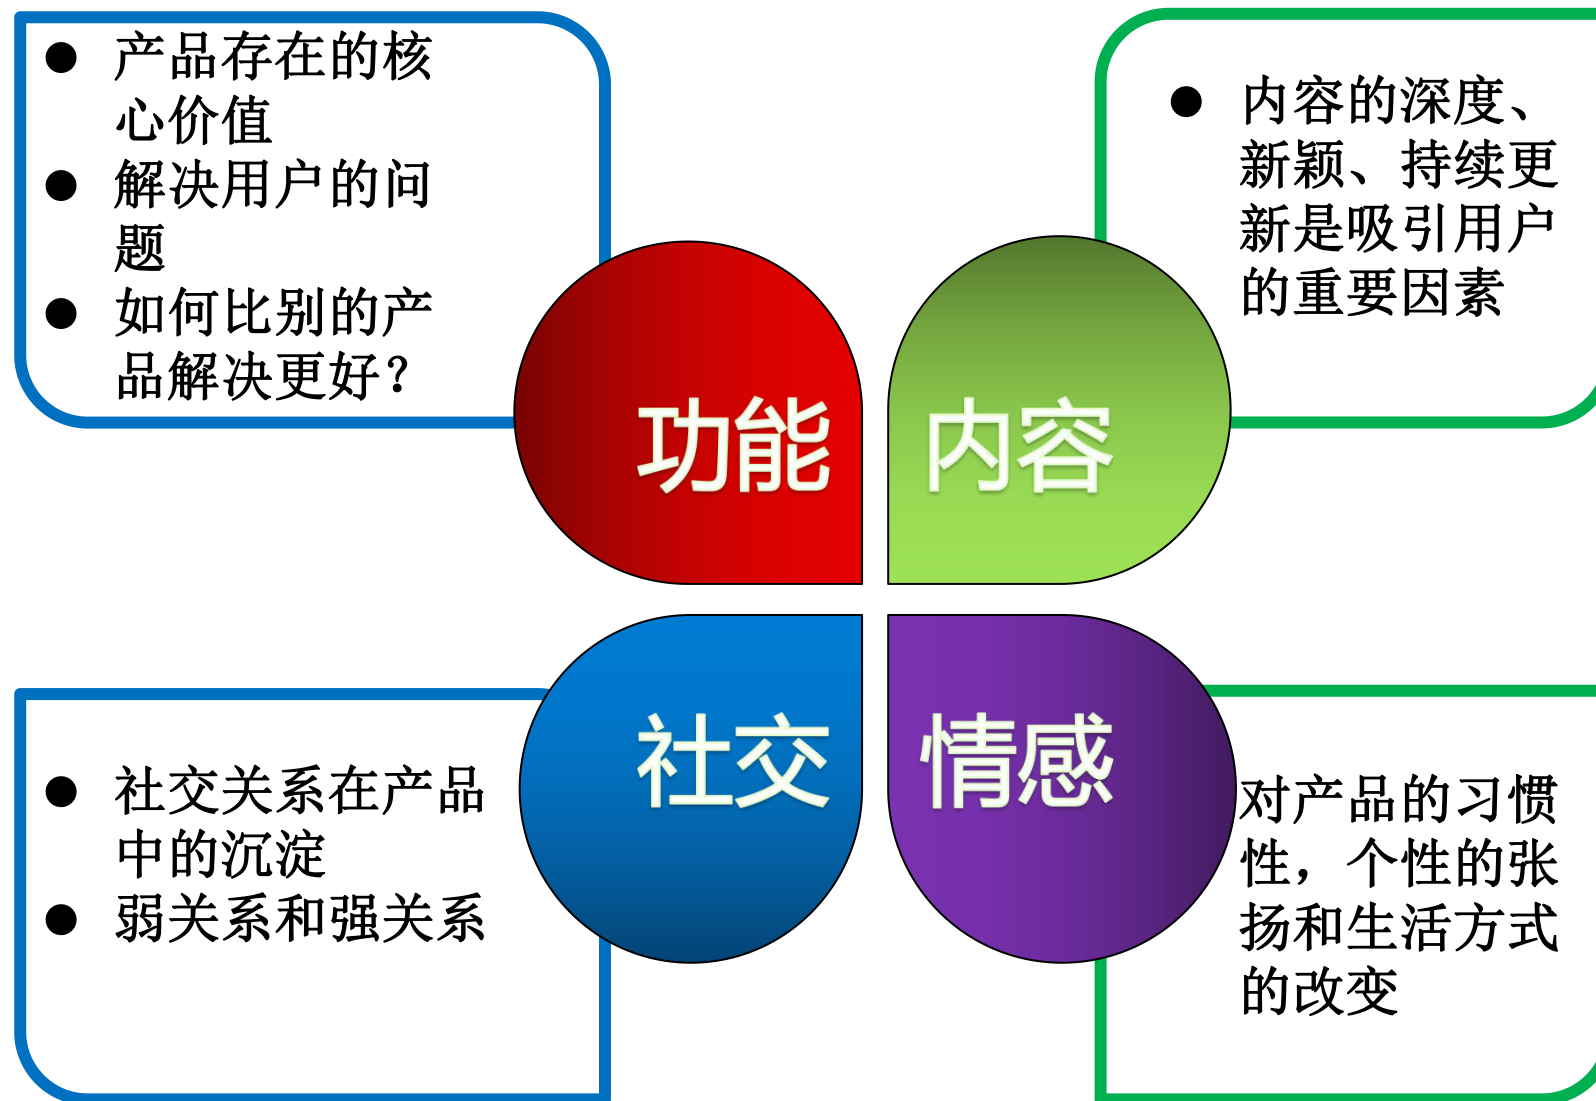 ● 产品存在的核
心价值
● 解决用户的问
题
● 如何比别的产
品解决更好？
● 内容的深度、
新颖、持续更
新是吸引用户
的重要因素
功能
内容
社交
情感
● 社交关系在产品
中的沉淀
● 弱关系和强关系
对产品的习惯
性，个性的张
扬和生活方式
的改变